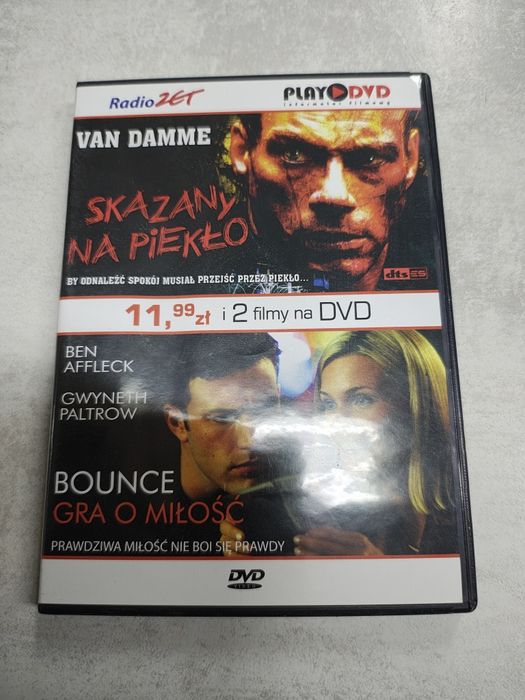 Radio ZET PLAY DVD
informator filmowy
VAN DAMME
SKAZANY
NA PIEKŁO
BY ODNALEŹĆ SPOKÓJ MUSIAŁ PRZEJŚĆ PRZEZ PIEKŁO...
dts ES
11,99zł i 2 filmy na DVD
BEN
AFFLECK
GWYNETH
PALTROW
BOUNCE
GRA O MIŁOŚĆ
PRAWDZIWA MIŁOŚĆ NIE BOI SIĘ PRAWDY
DVD
VIDEO